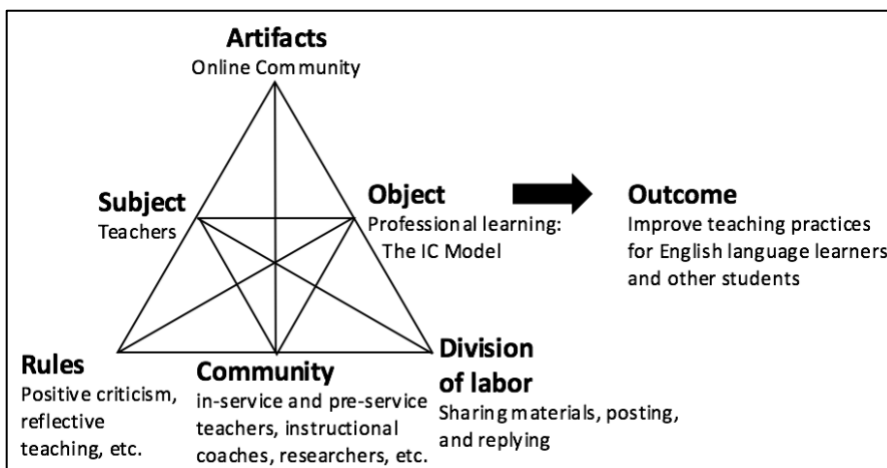 Artifacts
Online Community
Subject
Teachers
Object
Professional learning:
The IC Model
Outcome
Improve teaching practices
for English language learners
and other students
Rules
Positive criticism,
reflective
teaching, etc.
Community
in-service and pre-service
teachers, instructional
coaches, researchers, etc.
Division
of labor
Sharing materials, posting,
and replying